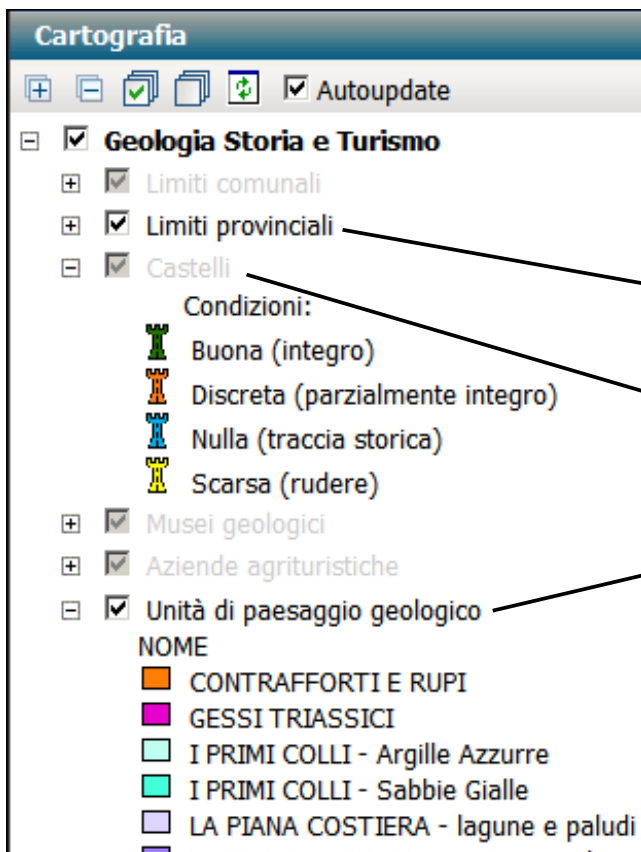 Cartografia
Autoupdate
Geologia Storia e Turismo
Limiti comunali
Limiti provinciali
Castelli
Condizioni:
Buona (integro)
Discreta (parzialmente integro)
Nulla (traccia storica)
Scarsa (rudere)
Musei geologici
Aziende agrituristiche
Unità di paesaggio geologico
NOME
CONTRAFFORTI E RUPI
GESSI TRIASSICI
I PRIMI COLLI - Argille Azzurre
I PRIMI COLLI - Sabbie Gialle
LA PIANA COSTIERA - lagune e paludi